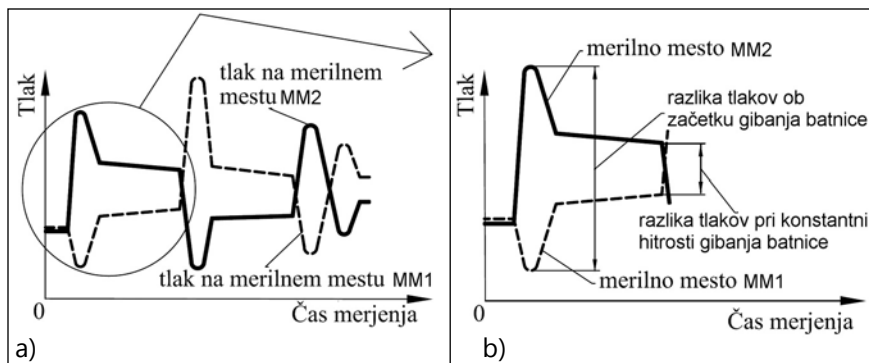 Tlak
tlak na merilnem
mestu MM2
tlak na merilnem mestu MM1
0
Čas merjenja
a)
Tlak
merilno mesto MM2
razlika tlakov ob
začetku gibanja batnice
razlika tlakov pri konstantni
hitrosti gibanja batnice
merilno mesto MM1
0
Čas merjenja
b)